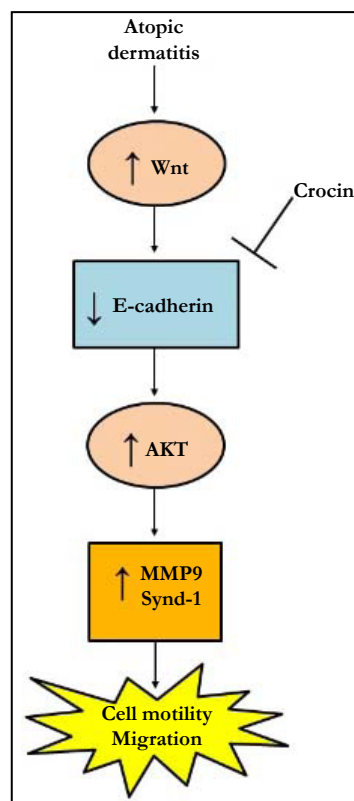 Atopic
dermatitis
↑ Wnt
Crocin
↓ E-cadherin
↑ AKT
↑ MMP9
Synd-1
Cell motility
Migration